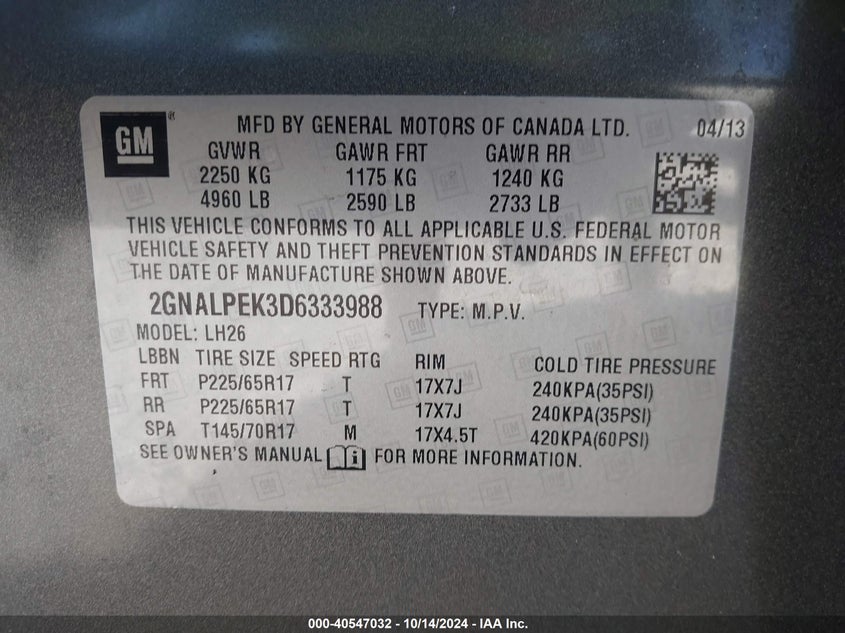 GM ® MFD BY GENERAL MOTORS OF CANADA LTD. 04/13
GVWR GAWR FRT GAWR RR
2250 KG 1175 KG 1240 KG
4960 LB 2590 LB 2733 LB
THIS VEHICLE CONFORMS TO ALL APPLICABLE U.S. FEDERAL MOTOR
VEHICLE SAFETY AND THEFT PREVENTION STANDARDS IN EFFECT ON
THE DATE OF MANUFACTURE SHOWN ABOVE.
2GNALPEK3D6333988 TYPE: M.P.V.
MODEL: LH26
LBBN TIRE SIZE SPEED RTG RIM COLD TIRE PRESSURE
FRT P225/65R17 T 17X7J 240KPA(35PSI)
RR P225/65R17 T 17X7J 240KPA(35PSI)
SPA T145/70R17 M 17X4.5T 420KPA(60PSI)
SEE OWNER'S MANUAL i FOR MORE INFORMATION.
000-40547032 - 10/14/2024 - IAA Inc.